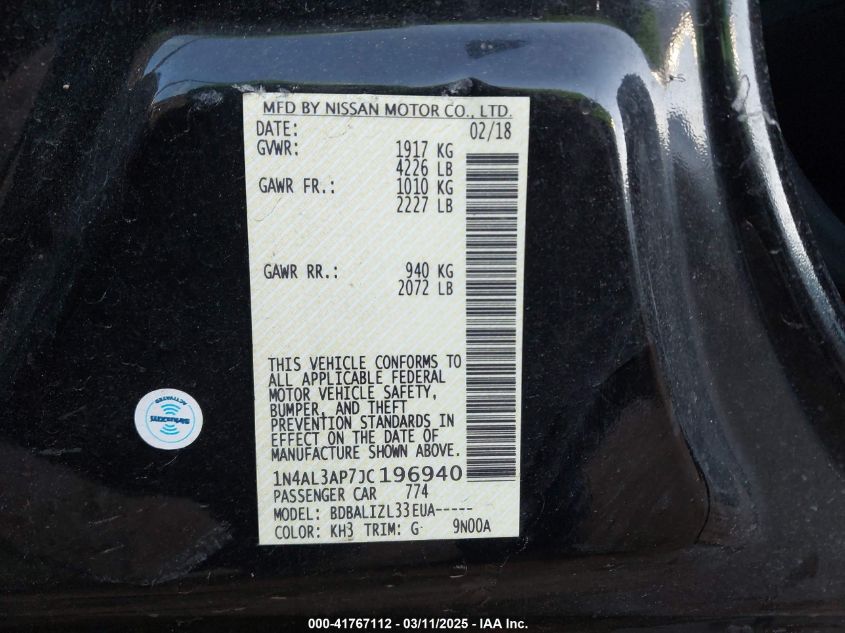 MFD BY NISSAN MOTOR CO., LTD.
DATE: 02/18
GVWR: 1917 KG
4226 LB
GAWR FR.: 1010 KG
2227 LB
GAWR RR.: 940 KG
2072 LB
THIS VEHICLE CONFORMS TO
ALL APPLICABLE FEDERAL
MOTOR VEHICLE SAFETY,
BUMPER, AND THEFT
PREVENTION STANDARDS IN
EFFECT ON THE DATE OF
MANUFACTURE SHOWN ABOVE.
1N4AL3AP7JC196940
PASSENGER CAR 774
MODEL: BDBALIZL33EUA-----
COLOR: KH3 TRIM: G 9N00A
siriusxm
ACTIVATED
000-41767112 - 03/11/2025 - IAA Inc.